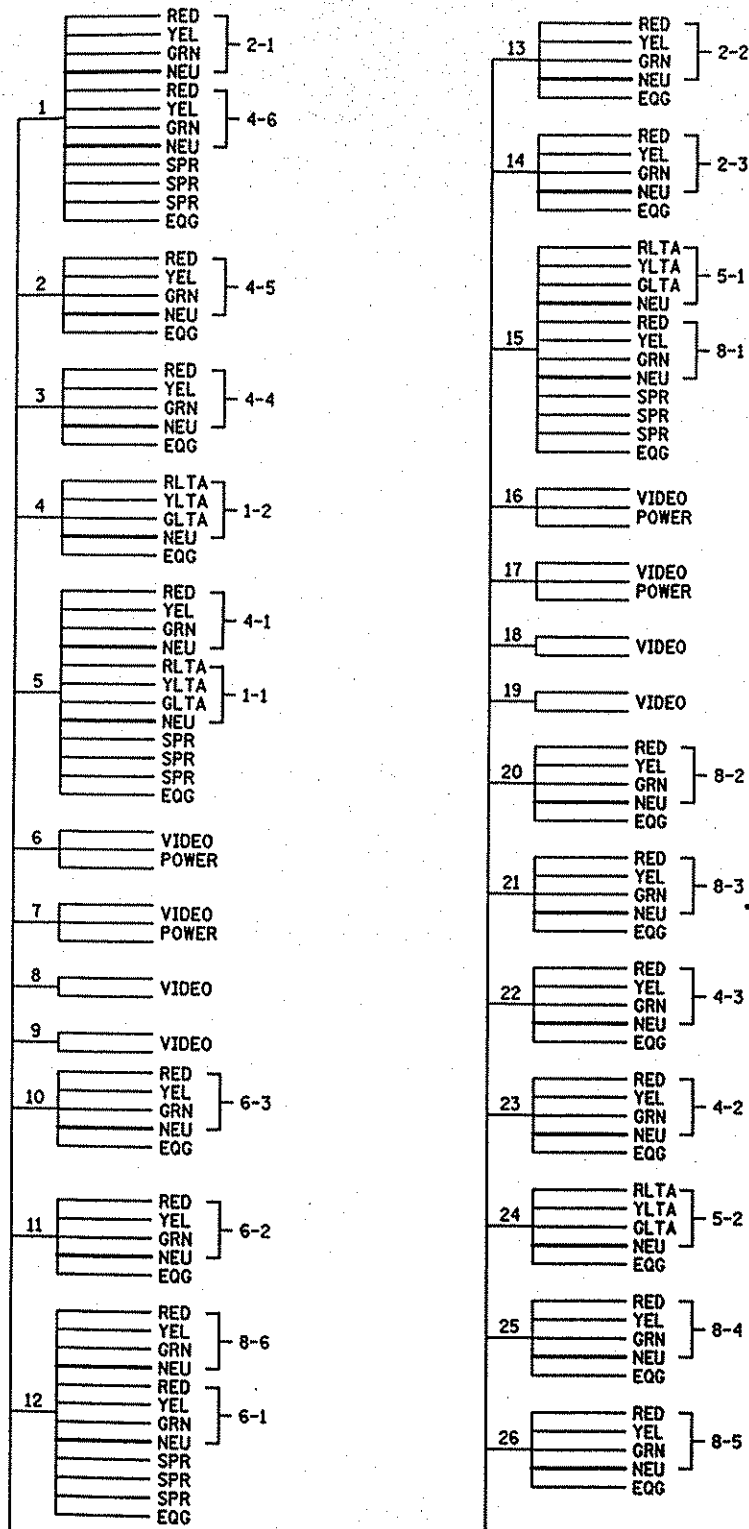 1
RED
YEL
GRN
NEU
2-1
RED
YEL
GRN
NEU
4-6
SPR
SPR
SPR
EQG
2
RED
YEL
GRN
NEU
4-5
EQG
3
RED
YEL
GRN
NEU
4-4
EQG
4
RLTA
YLTA
GLTA
NEU
1-2
EQG
5
RED
YEL
GRN
NEU
4-1
RLTA
YLTA
GLTA
NEU
1-1
SPR
SPR
SPR
EQG
6
VIDEO
POWER
7
VIDEO
POWER
8
VIDEO
9
VIDEO
10
RED
YEL
GRN
NEU
6-3
EQG
11
RED
YEL
GRN
NEU
6-2
EQG
12
RED
YEL
GRN
NEU
8-6
RED
YEL
GRN
NEU
6-1
SPR
SPR
SPR
EQG
13
RED
YEL
GRN
NEU
2-2
EQG
14
RED
YEL
GRN
NEU
2-3
EQG
15
RLTA
YLTA
GLTA
NEU
5-1
RED
YEL
GRN
NEU
8-1
SPR
SPR
SPR
EQG
16
VIDEO
POWER
17
VIDEO
POWER
18
VIDEO
19
VIDEO
20
RED
YEL
GRN
NEU
8-2
EQG
21
RED
YEL
GRN
NEU
8-3
EQG
22
RED
YEL
GRN
NEU
4-3
EQG
23
RED
YEL
GRN
NEU
4-2
EQG
24
RLTA
YLTA
GLTA
NEU
5-2
EQG
25
RED
YEL
GRN
NEU
8-4
EQG
26
RED
YEL
GRN
NEU
8-5
EQG